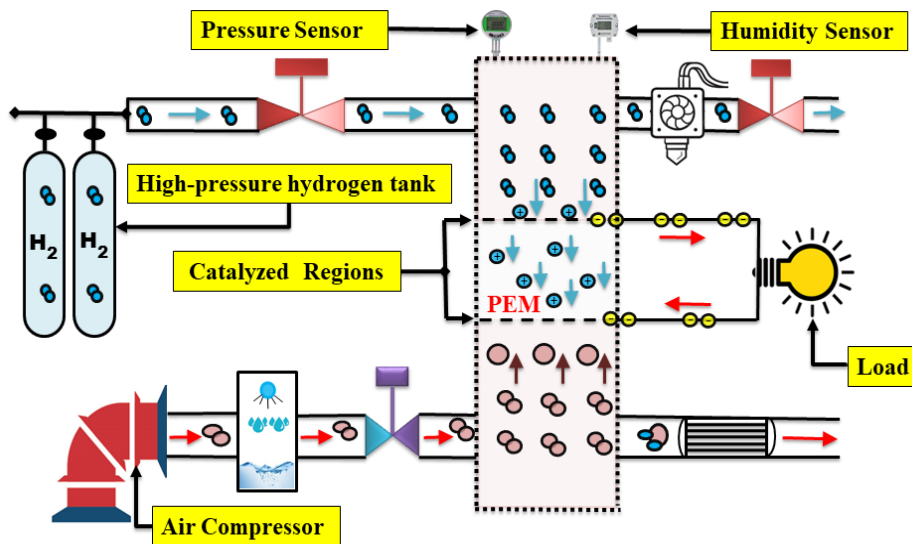 Pressure Sensor
Humidity Sensor
High-pressure hydrogen tank
H2
H2
Catalyzed Regions
PEM
Load
Air Compressor